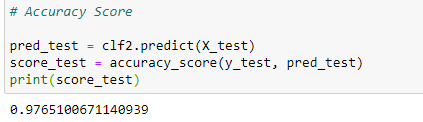 # Accuracy Score
pred_test = clf2.predict(X_test)
score_test = accuracy_score(y_test, pred_test)
print(score_test)
0.9765100671140939